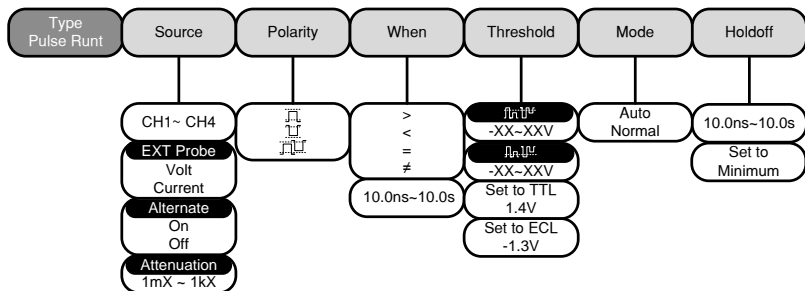 Type
Pulse Runt
Source
Polarity
When
Threshold
Mode
Holdoff
CH1~ CH4
EXT Probe
Volt
Current
Alternate
On
Off
Attenuation
1mX ~ 1kX
>
<
=
≠
10.0ns~10.0s
-XX~XXV
-XX~XXV
Set to TTL
1.4V
Set to ECL
-1.3V
Auto
Normal
10.0ns~10.0s
Set to
Minimum